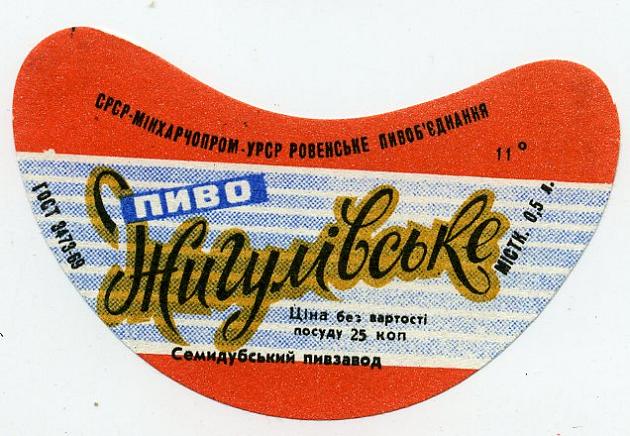 СРСР-МІНХАРЧОПРОМ-УРСР РОВЕНСЬКЕ ПИВОБ'ЄДНАННЯ
11°
ГОСТ 3473-69
ПИВО
Жигулівське
МІСТК. 0,5 л.
Ціна без вартості
посуду 25 коп
Семидубський пивзавод